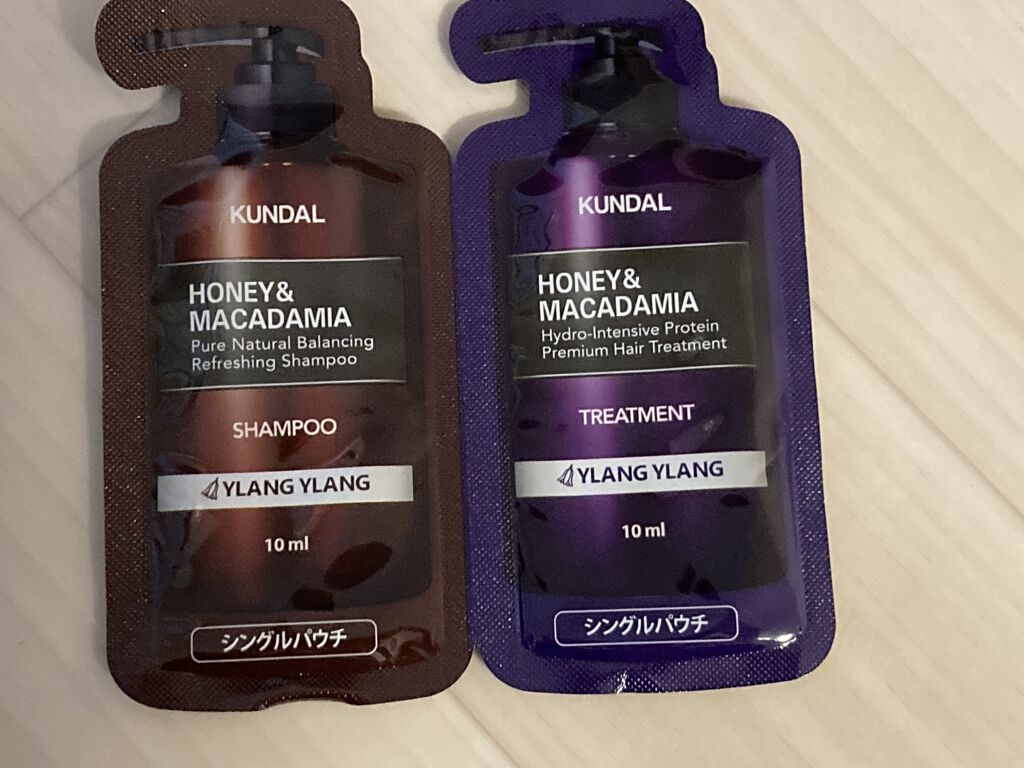 KUNDAL
HONEY&
MACADAMIA
Pure Natural Balancing
Refreshing Shampoo
SHAMPOO
YLANG YLANG
10 ml
シングルパウチ
KUNDAL
HONEY&
MACADAMIA
Hydro-Intensive Protein
Premium Hair Treatment
TREATMENT
YLANG YLANG
10 ml
シングルパウチ